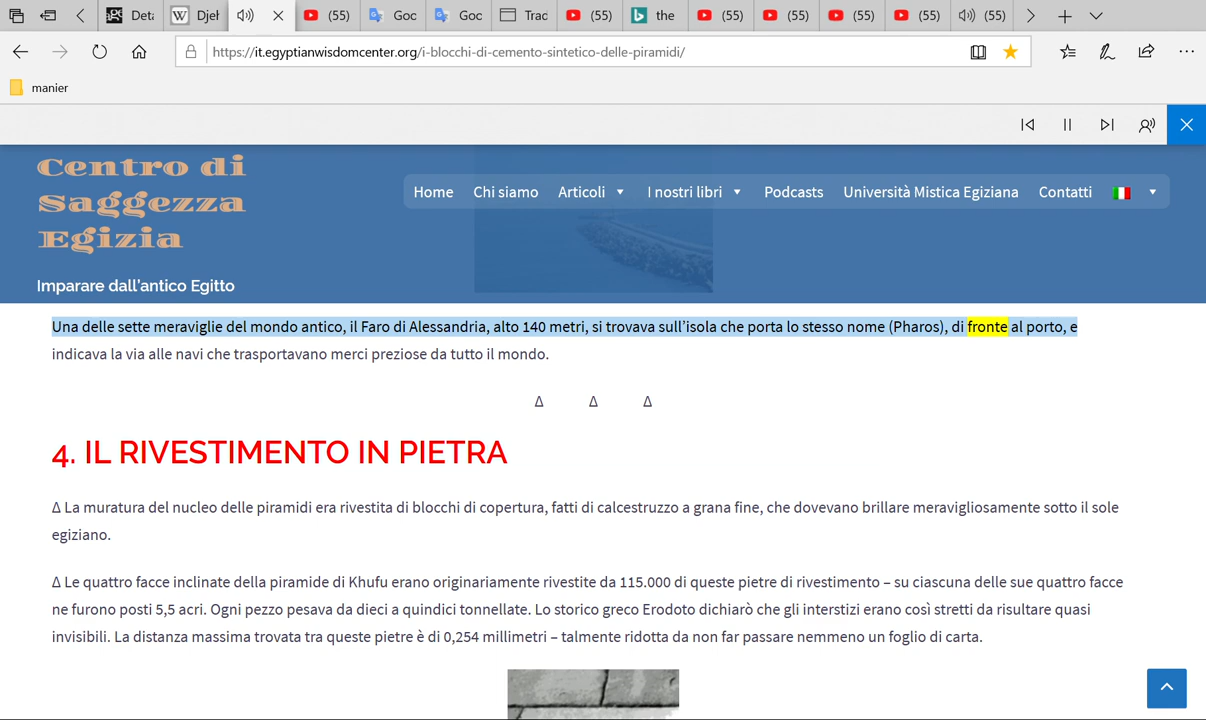 Detɑ
Djeh
(55)
Goc
Goc
Trac
(55)
the
(55)
(55)
(55)
(55)
(55)
https://it.egyptianwisdomcenter.org/i-blocchi-di-cemento-sintetico-delle-piramidi/
manier
Centro di
Saggezza
Egizia
Imparare dall'antico Egitto
Home Chi siamo Articoli I nostri libri Podcasts Università Mistica Egiziana Contatti
Una delle sette meraviglie del mondo antico, il Faro di Alessandria, alto 140 metri, si trovava sull’isola che porta lo stesso nome (Pharos), di fronte al porto, e
indicava la via alle navi che trasportavano merci preziose da tutto il mondo.
Δ Δ Δ
4. IL RIVESTIMENTO IN PIETRA
Δ La muratura del nucleo delle piramidi era rivestita di blocchi di copertura, fatti di calcestruzzo a grana fine, che dovevano brillare meravigliosamente sotto il sole
egiziano.
Δ Le quattro facce inclinate della piramide di Khufu erano originariamente rivestite da 115.000 di queste pietre di rivestimento – su ciascuna delle sue quattro facce
ne furono posti 5,5 acri. Ogni pezzo pesava da dieci a quindici tonnellate. Lo storico greco Erodoto dichiarò che gli interstizi erano così stretti da risultare quasi
invisibili. La distanza massima trovata tra queste pietre è di 0,254 millimetri – talmente ridotta da non far passare nemmeno un foglio di carta.